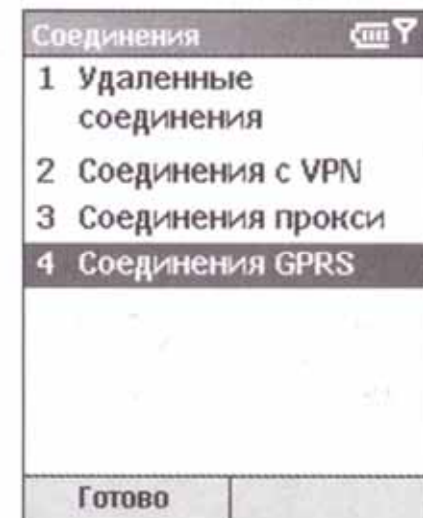 Соединения
1 Удаленные
соединения
2 Соединения с VPN
3 Соединения прокси
4 Соединения GPRS
Готово